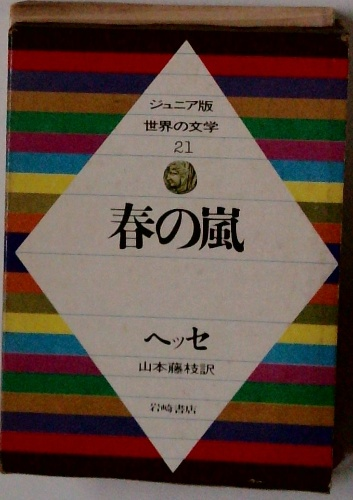 ジュニア版
世界の文学
21
春の嵐
ヘッセ
山本藤枝訳
岩崎書店